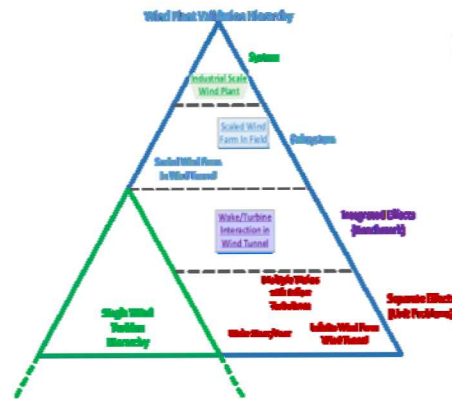 Wind Plant Validation Hierarchy
System
Industrial Scale
Wind Plant
Scaled Wind
Farm In Field
Subsystem
Scaled Wind Farm
In Wind Tunnel
Wake/Turbine
Interaction in
Wind Tunnel
Integrated Effects
(Benchmark)
Multiple Wakes
with Inflow
Turbulence
Separate Effects
(Unit Problems)
Single Wind
Turbine
Hierarchy
Infinite Wind Farm
Wind Tunnel